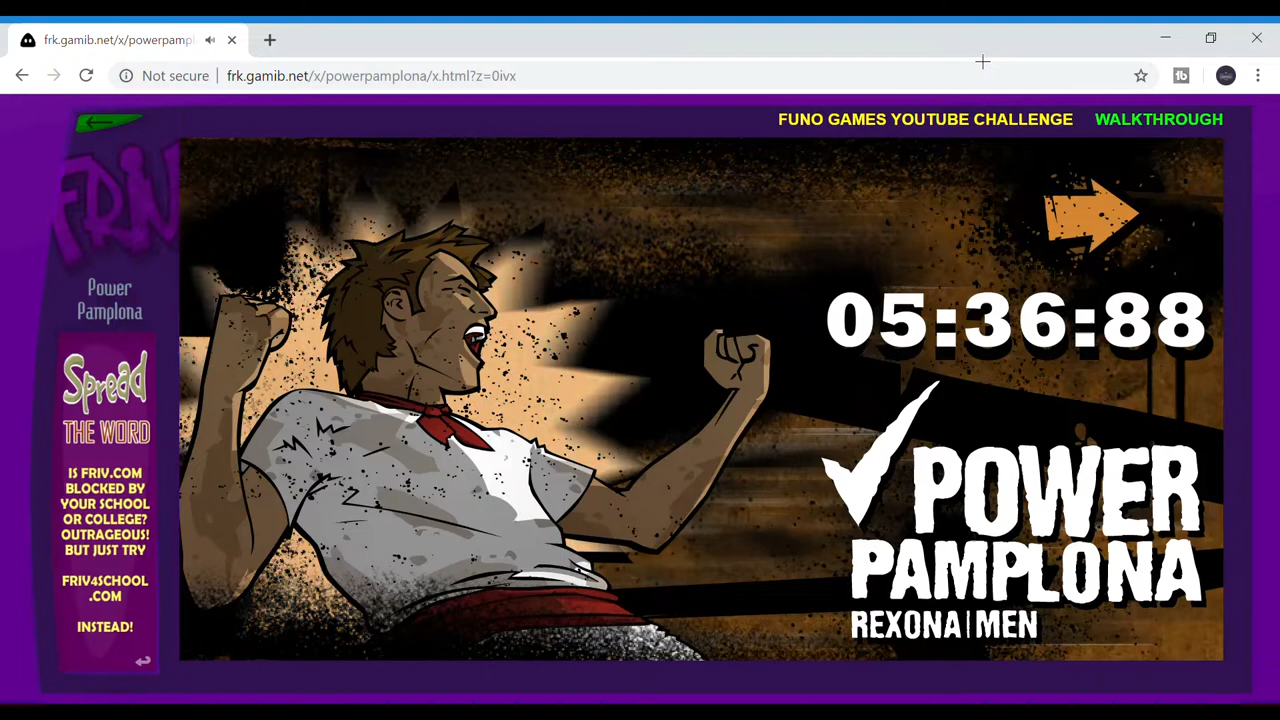 frk.gamib.net/x/powerpampl
Not secure
frk.gamib.net/x/powerpamplona/x.html?z=0ivx
FUNO GAMES YOUTUBE CHALLENGE
WALKTHROUGH
FRIV
Power
Pamplona
Spread
THE WORD
IS FRIV.COM
BLOCKED BY
YOUR SCHOOL
OR COLLEGE?
OUTRAGEOUS!
BUT JUST TRY
FRIV4SCHOOL
.COM
INSTEAD!
05:36:88
POWER
PAMPLONA
REXONA|MEN